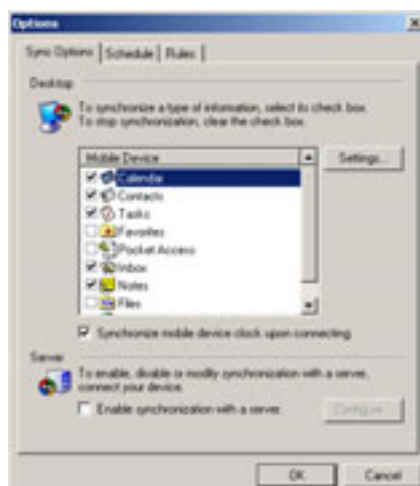 Options
Sync Options Schedule Rules
Desktop
To synchronize a type of information, select its check box.
To stop synchronization, clear the check box.
Mobile Device
Settings...
Calendar
Contacts
Tasks
Favorites
Pocket Access
Inbox
Notes
Files
Synchronize mobile device clock upon connecting
Server
To enable, disable or modify synchronization with a server,
connect your device.
Enable synchronization with a server.
Configure...
OK Cancel